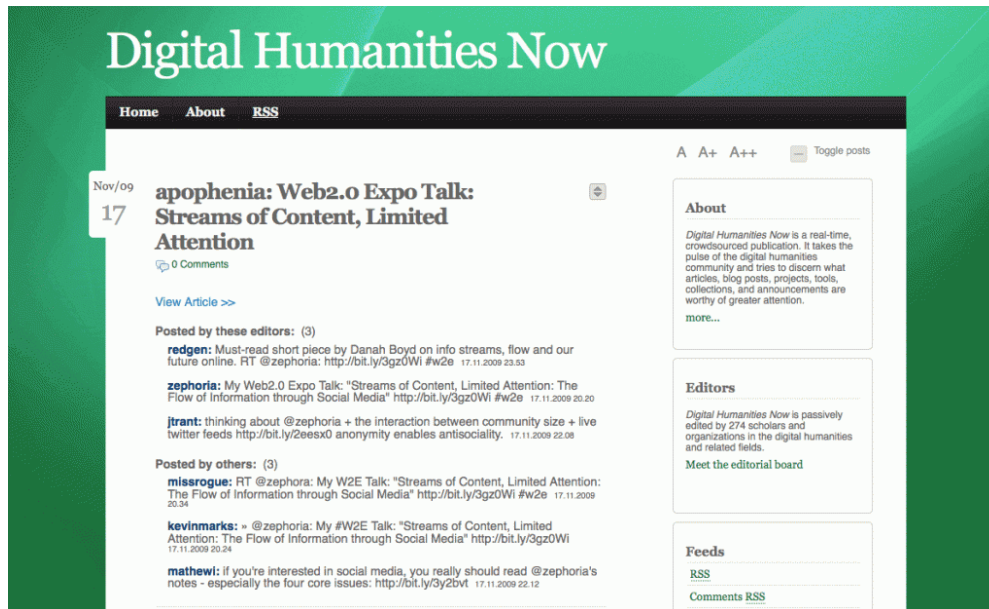 Digital Humanities Now
Home About RSS
A A+ A++ Toggle posts
Nov/09
17
apophenia: Web2.0 Expo Talk:
Streams of Content, Limited
Attention
0 Comments
View Article >>
Posted by these editors: (3)
redgen: Must-read short piece by Danah Boyd on info streams, flow and our
future online. RT @zephoria: http://bit.ly/3gz0Wi #w2e 17.11.2009 23.53
zephoria: My Web2.0 Expo Talk: "Streams of Content, Limited Attention: The
Flow of Information through Social Media" http://bit.ly/3gz0Wi #w2e 17.11.2009 20.20
jtrant: thinking about @zephoria + the interaction between community size + live
twitter feeds http://bit.ly/2eesx0 anonymity enables antisociality. 17.11.2009 22.08
Posted by others: (3)
missrogue: RT @zephora: My W2E Talk: "Streams of Content, Limited Attention:
The Flow of Information through Social Media" http://bit.ly/3gz0Wi #w2e 17.11.2009
20.34
kevinmarks: » @zephoria: My #W2E Talk: "Streams of Content, Limited
Attention: The Flow of Information through Social Media" http://bit.ly/3gz0Wi
17.11.2009 20.24
mathewi: if you're interested in social media, you really should read @zephoria's
notes - especially the four core issues: http://bit.ly/3y2bvt 17.11.2009 22.12
About
Digital Humanities Now is a real-time,
crowdsourced publication. It takes the
pulse of the digital humanities
community and tries to discern what
articles, blog posts, projects, tools,
collections, and announcements are
worthy of greater attention.
more...
Editors
Digital Humanities Now is passively
edited by 274 scholars and
organizations in the digital humanities
and related fields.
Meet the editorial board
Feeds
RSS
Comments RSS